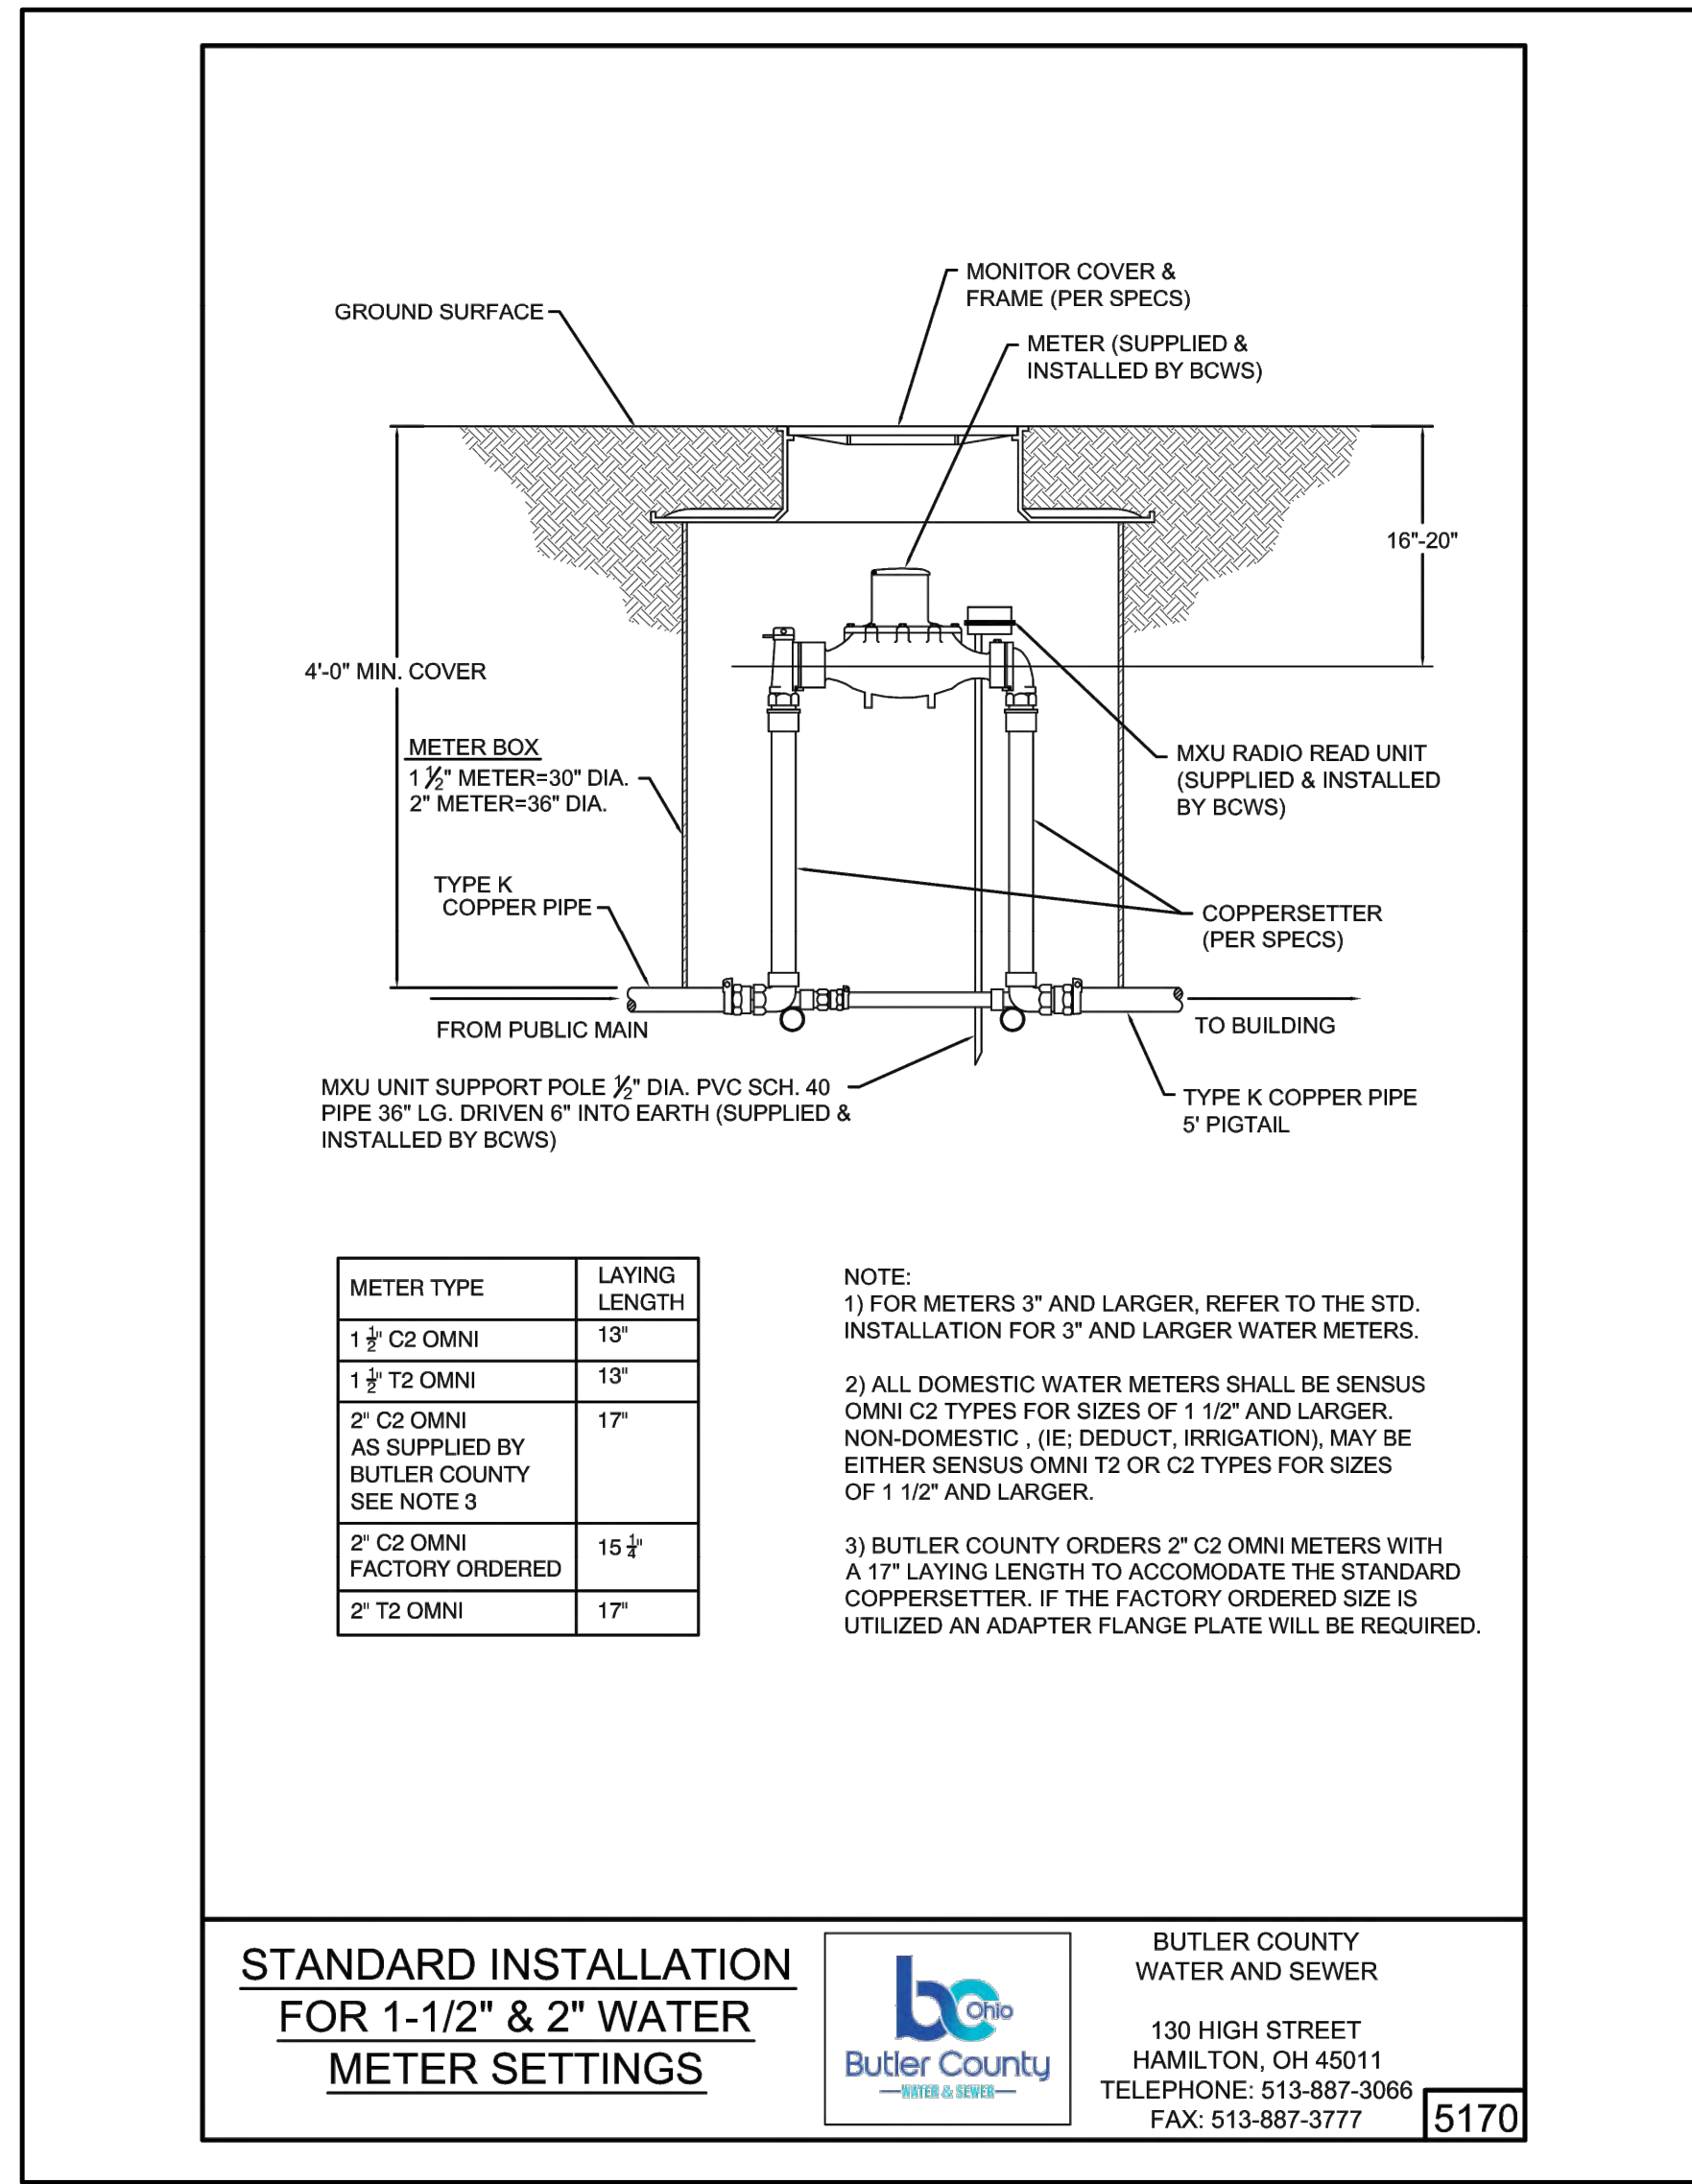 MONITOR COVER &
FRAME (PER SPECS)
GROUND SURFACE
METER (SUPPLIED &
INSTALLED BY BCWS)
16"-20"
4'-0" MIN. COVER
METER BOX
1 ½" METER=30" DIA.
2" METER=36" DIA.
MXU RADIO READ UNIT
(SUPPLIED & INSTALLED
BY BCWS)
TYPE K
COPPER PIPE
COPPERSETTER
(PER SPECS)
FROM PUBLIC MAIN
TO BUILDING
MXU UNIT SUPPORT POLE ½" DIA. PVC SCH. 40
PIPE 36" LG. DRIVEN 6" INTO EARTH (SUPPLIED &
INSTALLED BY BCWS)
TYPE K COPPER PIPE
5' PIGTAIL
METER TYPE
LAYING
LENGTH
1 ½" C2 OMNI
13"
1 ½" T2 OMNI
13"
2" C2 OMNI
AS SUPPLIED BY
BUTLER COUNTY
SEE NOTE 3
17"
2" C2 OMNI
FACTORY ORDERED
15 ¼"
2" T2 OMNI
17"
NOTE:
1) FOR METERS 3" AND LARGER, REFER TO THE STD.
INSTALLATION FOR 3" AND LARGER WATER METERS.
2) ALL DOMESTIC WATER METERS SHALL BE SENSUS
OMNI C2 TYPES FOR SIZES OF 1 1/2" AND LARGER.
NON-DOMESTIC , (IE; DEDUCT, IRRIGATION), MAY BE
EITHER SENSUS OMNI T2 OR C2 TYPES FOR SIZES
OF 1 1/2" AND LARGER.
3) BUTLER COUNTY ORDERS 2" C2 OMNI METERS WITH
A 17" LAYING LENGTH TO ACCOMODATE THE STANDARD
COPPERSETTER. IF THE FACTORY ORDERED SIZE IS
UTILIZED AN ADAPTER FLANGE PLATE WILL BE REQUIRED.
STANDARD INSTALLATION
FOR 1-1/2" & 2" WATER
METER SETTINGS
bc Ohio
Butler County
WATER & SEWER
BUTLER COUNTY
WATER AND SEWER
130 HIGH STREET
HAMILTON, OH 45011
TELEPHONE: 513-887-3066
FAX: 513-887-3777
5170